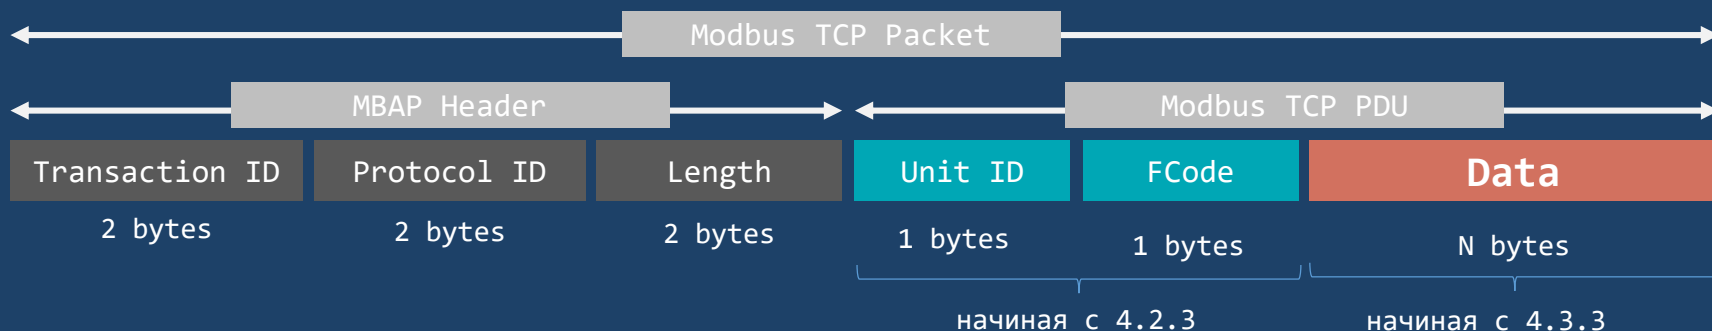 Modbus TCP Packet
MBAP Header Modbus TCP PDU
Transaction ID Protocol ID Length Unit ID FCode Data
2 bytes 2 bytes 2 bytes 1 bytes 1 bytes N bytes
начиная с 4.2.3 начиная с 4.3.3